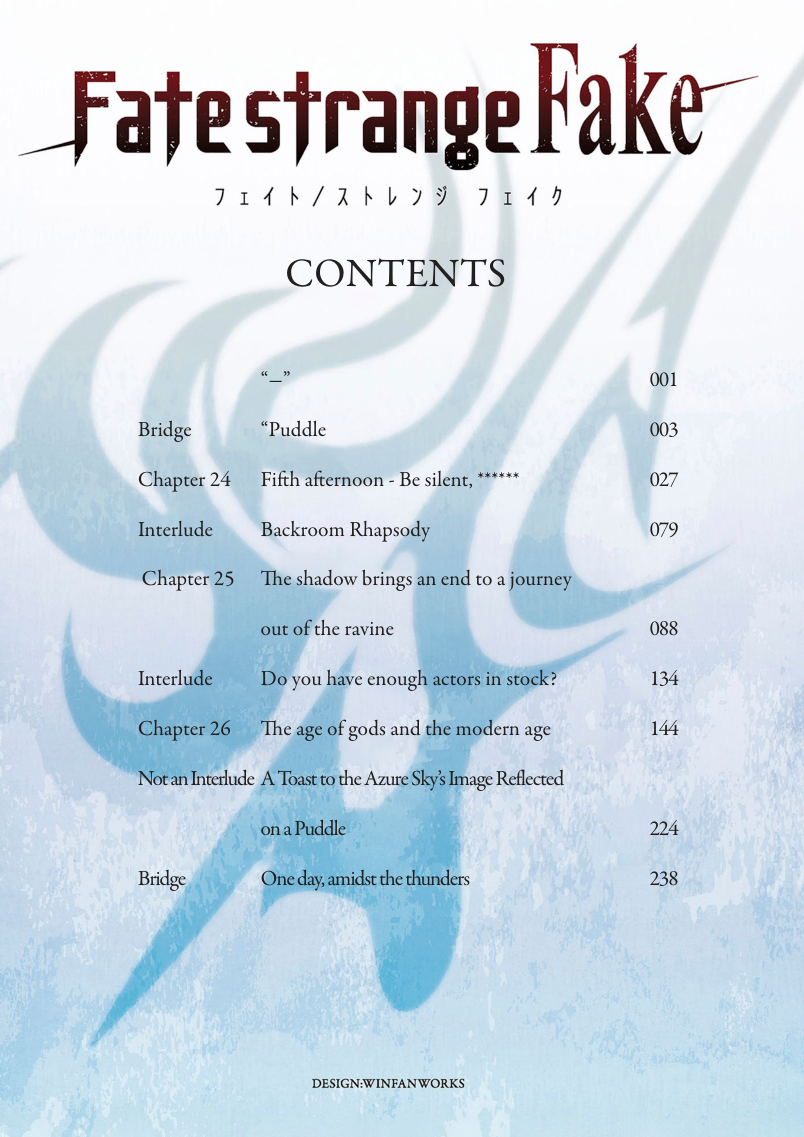 Fate strange Fake
フェイト/ストレンジ フェイク
CONTENTS
“—” 001
Bridge “Puddle 003
Chapter 24 Fifth afternoon - Be silent, ****** 027
Interlude Backroom Rhapsody 079
Chapter 25 The shadow brings an end to a journey
out of the ravine 088
Interlude Do you have enough actors in stock? 134
Chapter 26 The age of gods and the modern age 144
Not an Interlude A Toast to the Azure Sky’s Image Reflected
on a Puddle 224
Bridge One day, amidst the thunders 238
DESIGN:WINFANWORKS